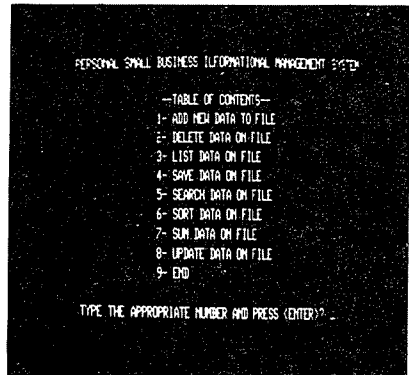 PERSONAL SMALL BUSINESS ILFORMATIONAL MANAGEMENT SYSTEM
--TABLE OF CONTENTS--
1- ADD NEW DATA TO FILE
2- DELETE DATA ON FILE
3- LIST DATA ON FILE
4- SAVE DATA ON FILE
5- SEARCH DATA ON FILE
6- SORT DATA ON FILE
7- SUM DATA ON FILE
8- UPDATE DATA ON FILE
9- END
TYPE THE APPROPRIATE NUMBER AND PRESS <ENTER>? _